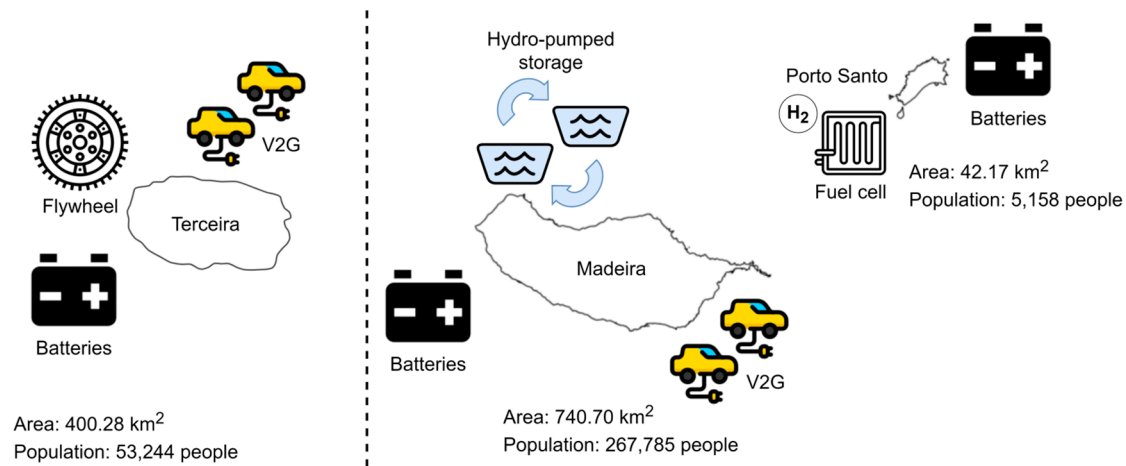 Flywheel
V2G
Terceira
Batteries
Area: 400.28 km²
Population: 53,244 people
Hydro-pumped
storage
Madeira
Batteries
V2G
Area: 740.70 km²
Population: 267,785 people
Porto Santo
H₂
Fuel cell
Batteries
Area: 42.17 km²
Population: 5,158 people